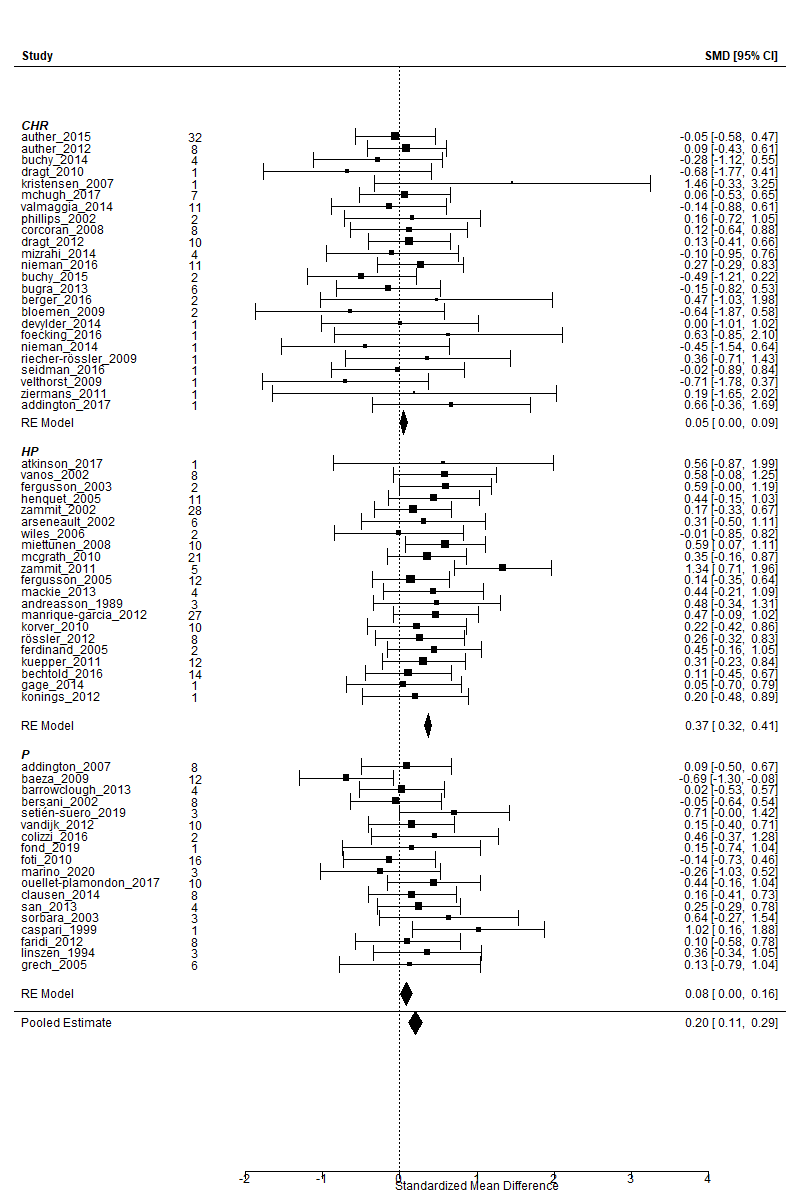 Study SMD [95% CI]
CHR
auther_2015 32 -0.05 [-0.58, 0.47]
auther_2012 8 0.09 [-0.43, 0.61]
buchy_2014 4 -0.28 [-1.12, 0.55]
dragt_2010 1 -0.68 [-1.77, 0.41]
kristensen_2007 1 1.46 [-0.33, 3.25]
mchugh_2017 7 0.06 [-0.53, 0.65]
valmaggia_2014 11 -0.14 [-0.88, 0.61]
phillips_2002 2 0.16 [-0.72, 1.05]
corcoran_2008 8 0.12 [-0.64, 0.88]
dragt_2012 10 0.13 [-0.41, 0.66]
mizrahi_2014 4 -0.10 [-0.95, 0.76]
nieman_2016 11 0.27 [-0.29, 0.83]
buchy_2015 2 -0.49 [-1.21, 0.22]
bugra_2013 6 -0.15 [-0.82, 0.53]
berger_2016 2 0.47 [-1.03, 1.98]
bloemen_2009 2 -0.64 [-1.87, 0.58]
devylder_2014 1 0.00 [-1.01, 1.02]
foecking_2016 1 0.63 [-0.85, 2.10]
nieman_2014 1 -0.45 [-1.54, 0.64]
riecher-rössler_2009 1 0.36 [-0.71, 1.43]
seidman_2016 1 -0.02 [-0.89, 0.84]
velthorst_2009 1 -0.71 [-1.78, 0.37]
ziermans_2011 1 0.19 [-1.65, 2.02]
addington_2017 1 0.66 [-0.36, 1.69]
RE Model 0.05 [ 0.00, 0.09]
HP
atkinson_2017 1 0.56 [-0.87, 1.99]
vanos_2002 8 0.58 [-0.08, 1.25]
fergusson_2003 2 0.59 [-0.00, 1.19]
henquet_2005 11 0.44 [-0.15, 1.03]
zammit_2002 28 0.17 [-0.33, 0.67]
arseneault_2002 6 0.31 [-0.50, 1.11]
wiles_2006 2 -0.01 [-0.85, 0.82]
miettunen_2008 10 0.59 [ 0.07, 1.11]
mcgrath_2010 21 0.35 [-0.16, 0.87]
zammit_2011 5 1.34 [ 0.71, 1.96]
fergusson_2005 12 0.14 [-0.35, 0.64]
mackie_2013 4 0.44 [-0.21, 1.09]
andreasson_1989 3 0.48 [-0.34, 1.31]
manrique-garcia_2012 27 0.47 [-0.09, 1.02]
korver_2010 10 0.22 [-0.42, 0.86]
rössler_2012 8 0.26 [-0.32, 0.83]
ferdinand_2005 2 0.45 [-0.16, 1.05]
kuepper_2011 12 0.31 [-0.23, 0.84]
bechtold_2016 14 0.11 [-0.45, 0.67]
gage_2014 1 0.05 [-0.70, 0.79]
konings_2012 1 0.20 [-0.48, 0.89]
RE Model 0.37 [ 0.32, 0.41]
P
addington_2007 8 0.09 [-0.50, 0.67]
baeza_2009 12 -0.69 [-1.30, -0.08]
barrowclough_2013 4 0.02 [-0.53, 0.57]
bersani_2002 8 -0.05 [-0.64, 0.54]
setién-suero_2019 3 0.71 [-0.00, 1.42]
vandijk_2012 10 0.15 [-0.40, 0.71]
colizzi_2016 2 0.46 [-0.37, 1.28]
fond_2019 1 0.15 [-0.74, 1.04]
foti_2010 16 -0.14 [-0.73, 0.46]
marino_2020 3 -0.26 [-1.03, 0.52]
ouellet-plamondon_2017 10 0.44 [-0.16, 1.04]
clausen_2014 8 0.16 [-0.41, 0.73]
san_2013 4 0.25 [-0.29, 0.78]
sorbara_2003 3 0.64 [-0.27, 1.54]
caspari_1999 1 1.02 [ 0.16, 1.88]
faridi_2012 8 0.10 [-0.58, 0.78]
linszen_1994 3 0.36 [-0.34, 1.05]
grech_2005 6 0.13 [-0.79, 1.04]
RE Model 0.08 [ 0.00, 0.16]
Pooled Estimate 0.20 [ 0.11, 0.29]
-2 -1 0 1 2 3 4
Standardized Mean Difference